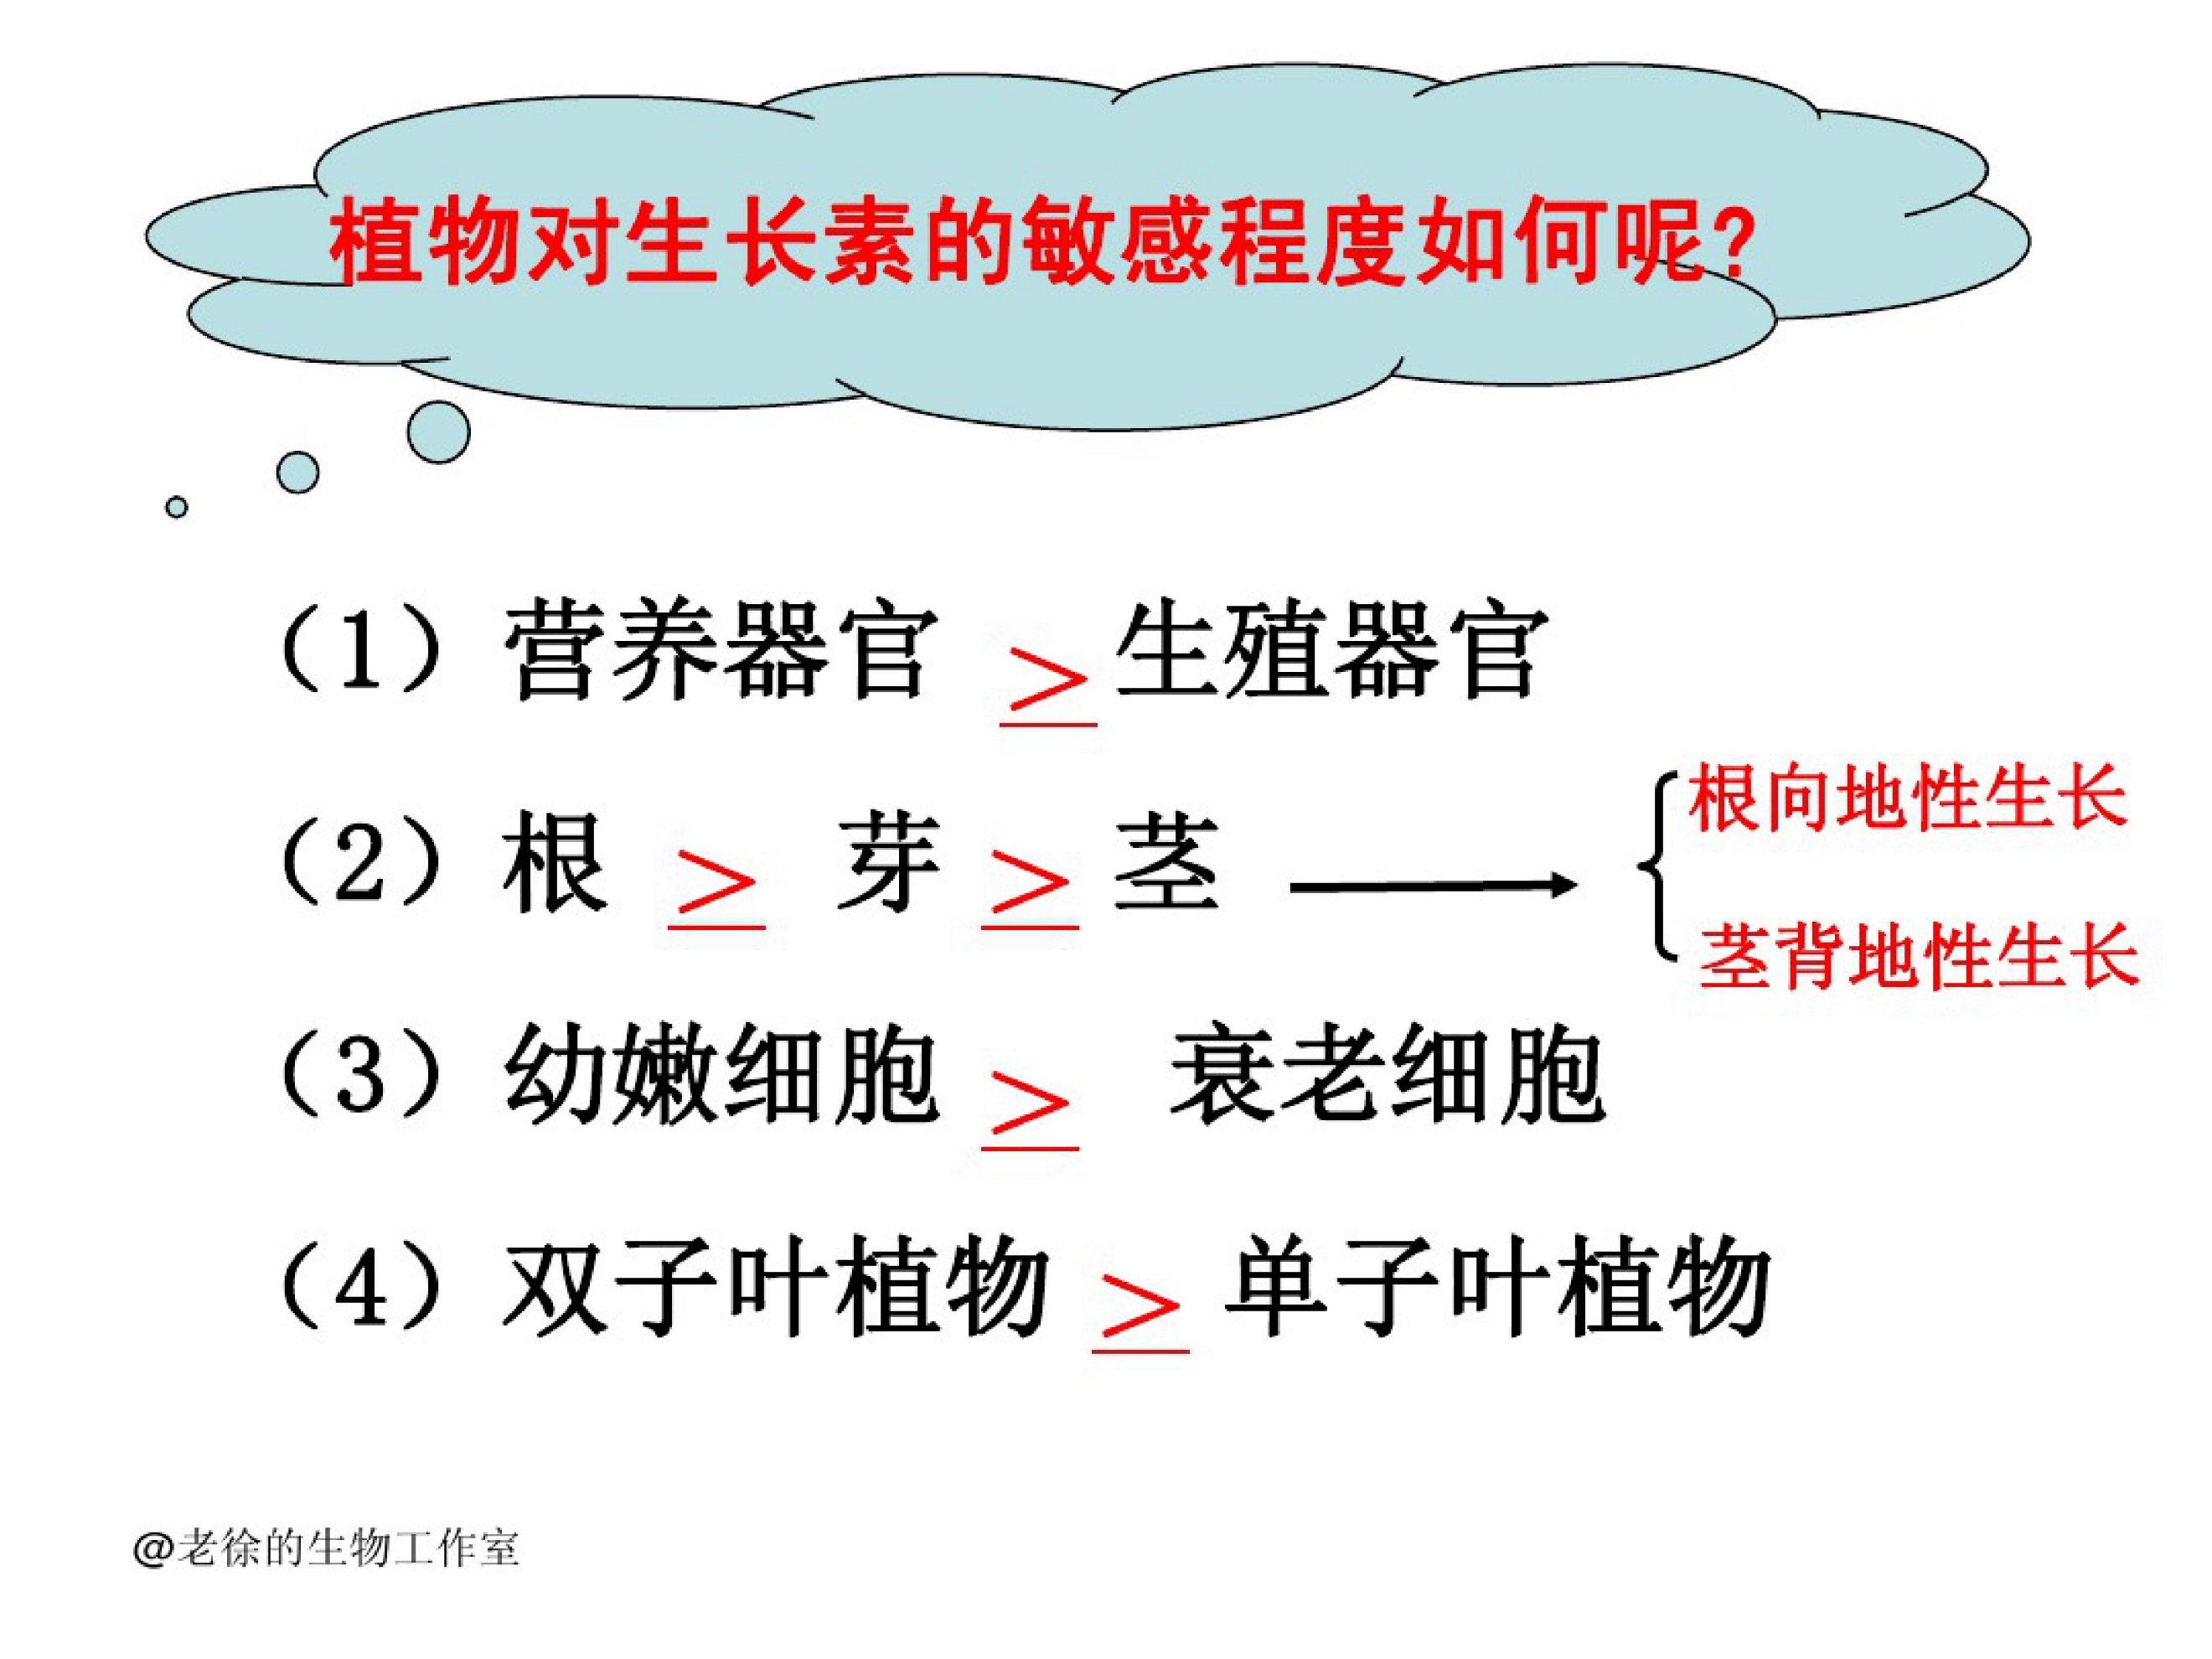 植物对生长素的敏感程度如何呢?
（1）营养器官 > 生殖器官
（2）根 > 芽 > 茎
根向地性生长
茎背地性生长
（3）幼嫩细胞 > 衰老细胞
（4）双子叶植物 > 单子叶植物
@老徐的生物工作室